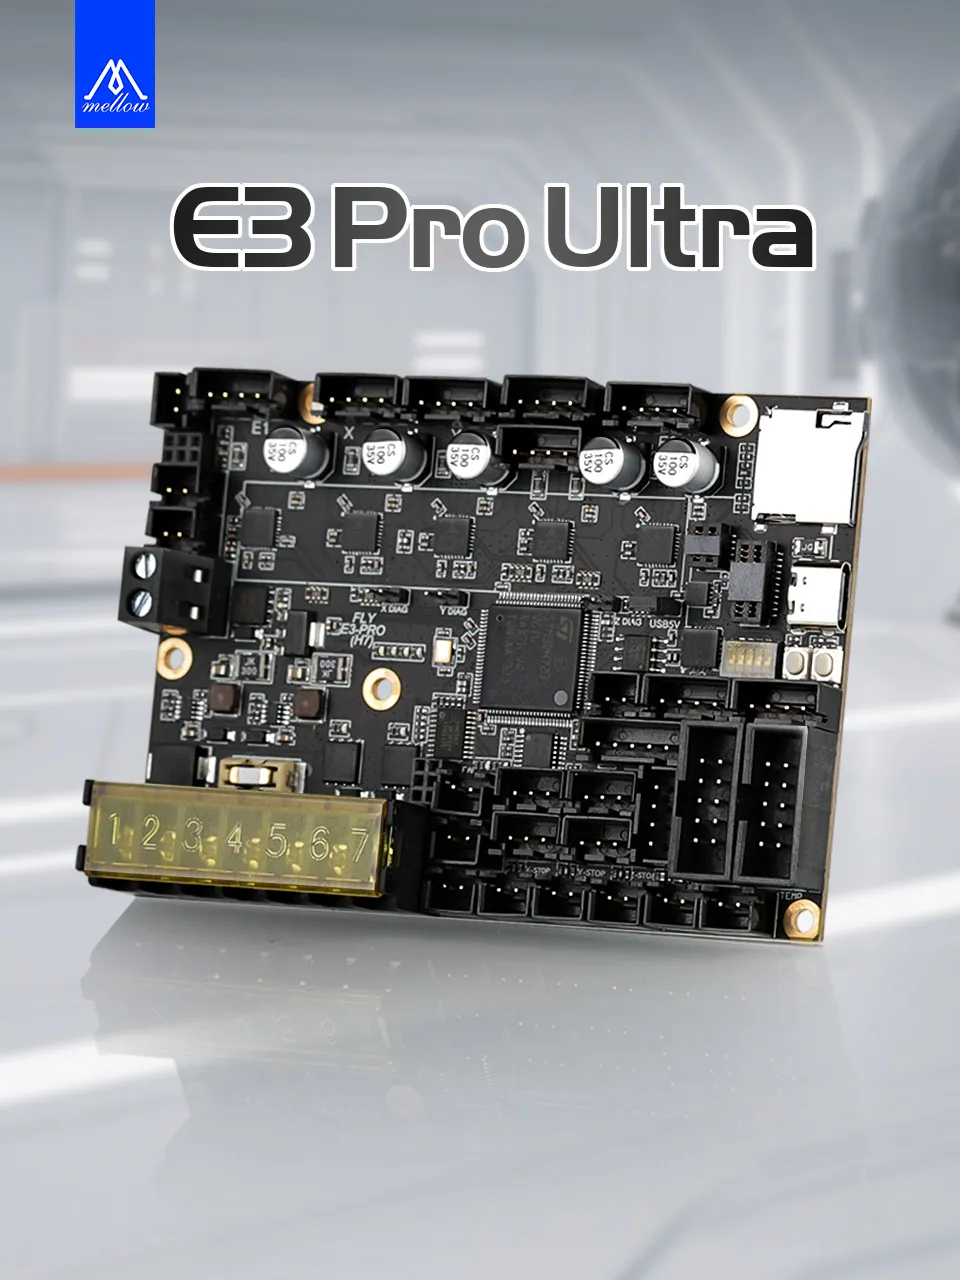 mellow
E3 Pro Ultra
E1
X
CS
100
35V
CS
100
35V
CS
100
35V
CS
100
35V
CS
100
35V
X DIAG
Y DIAG
Z DIAG
USB5V
FLY
E3-PRO
(H7)
1 2 3 4 5 6 7
Y-STOP
Z-STOP
TEMP